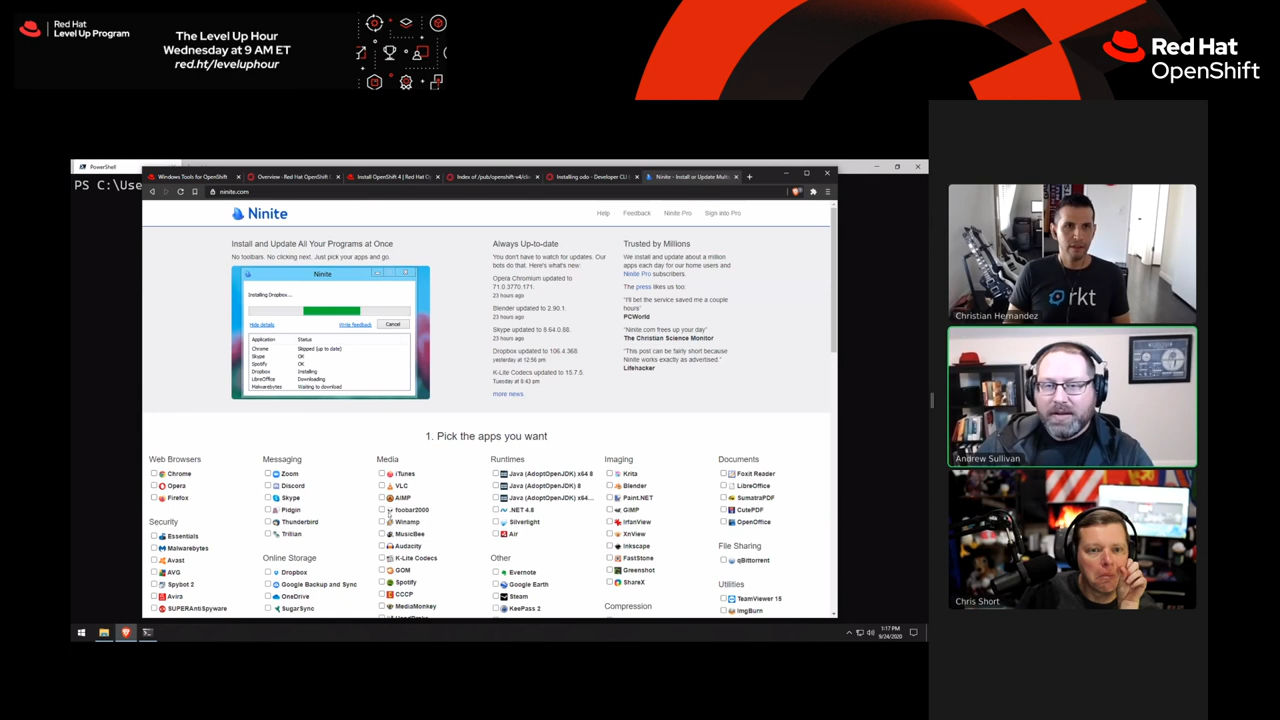 Red Hat
Level Up Program
The Level Up Hour
Wednesday at 9 AM ET
red.ht/leveluphour
Red Hat
OpenShift
PowerShell
PS C:\Use
Windows Tools for OpenShift
Overview - Red Hat OpenShift C
Install OpenShift 4 | Red Hat O
Index of /pub/openshift-v4/clie
Installing odo - Developer CLI
Ninite - Install or Update Mult
ninite.com
Ninite
Help
Feedback
Ninite Pro
Sign into Pro
Install and Update All Your Programs at Once
No toolbars. No clicking next. Just pick your apps and go.
Ninite
Installing Dropbox...
Hide details
Write feedback
Cancel
Application Status
Chrome Skipped (up to date)
Skype OK
Spotify OK
Dropbox Installing
LibreOffice Downloading
Malwarebytes Waiting to download
Always Up-to-date
You don't have to watch for updates. Our
bots do that. Here's what's new:
Opera Chromium updated to
71.0.3770.171.
23 hours ago
Blender updated to 2.90.1.
23 hours ago
Skype updated to 8.64.0.88.
23 hours ago
Dropbox updated to 106.4.368.
yesterday at 12:56 pm
K-Lite Codecs updated to 15.7.5.
Tuesday at 6:43 pm
more news
Trusted by Millions
We install and update about a million
apps each day for our home users and
Ninite Pro subscribers.
The press likes us too:
"I'll bet the service saved me a couple
hours"
PCWorld
"Ninite.com frees up your day"
The Christian Science Monitor
"This post can be fairly short because
Ninite works exactly as advertised."
Lifehacker
1. Pick the apps you want
Web Browsers
Chrome
Opera
Firefox
Security
Essentials
Malwarebytes
Avast
AVG
Spybot 2
Avira
SUPERAntiSpyware
Messaging
Zoom
Discord
Skype
Pidgin
Thunderbird
Trillian
Online Storage
Dropbox
Google Backup and Sync
OneDrive
SugarSync
Media
iTunes
VLC
AIMP
foobar2000
Winamp
MusicBee
Audacity
K-Lite Codecs
GOM
Spotify
CCCP
MediaMonkey
Runtimes
Java (AdoptOpenJDK) x64 8
Java (AdoptOpenJDK) 8
Java (AdoptOpenJDK) x64...
.NET 4.8
Silverlight
Air
Other
Evernote
Google Earth
Steam
KeePass 2
Imaging
Krita
Blender
Paint.NET
GIMP
IrfanView
XnView
Inkscape
FastStone
Greenshot
ShareX
Compression
Documents
Foxit Reader
LibreOffice
SumatraPDF
CutePDF
OpenOffice
File Sharing
qBittorrent
Utilities
TeamViewer 15
ImgBurn
1:17 PM
9/24/2020
rkt
Christian Hernandez
Andrew Sullivan
Chris Short